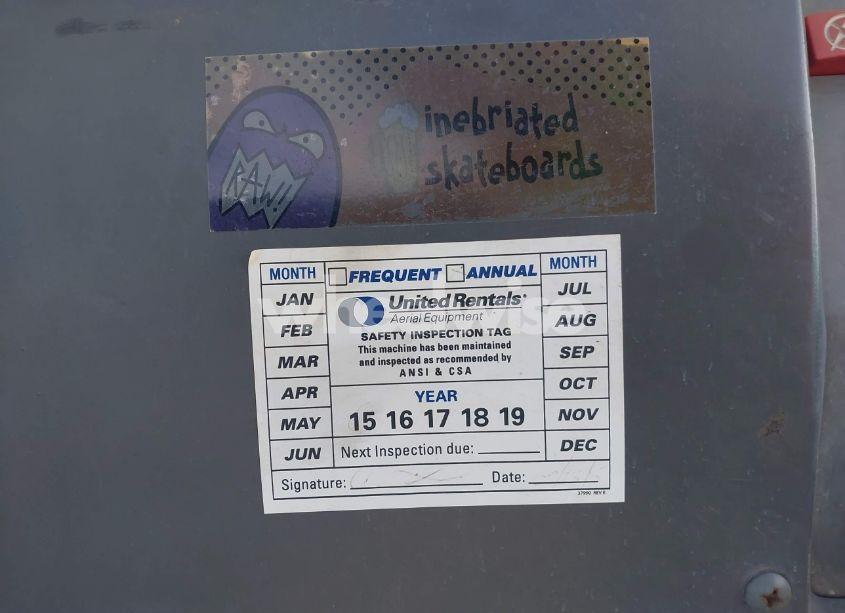 RAW!!
inebriated
skateboards
MONTH
JAN
FEB
MAR
APR
MAY
JUN
FREQUENT ANNUAL
United Rentals
Aerial Equipment
SAFETY INSPECTION TAG
This machine has been maintained
and inspected as recommended by
ANSI & CSA
YEAR
15 16 17 18 19
Next Inspection due:
Signature: Date:
MONTH
JUL
AUG
SEP
OCT
NOV
DEC
37990 REV E